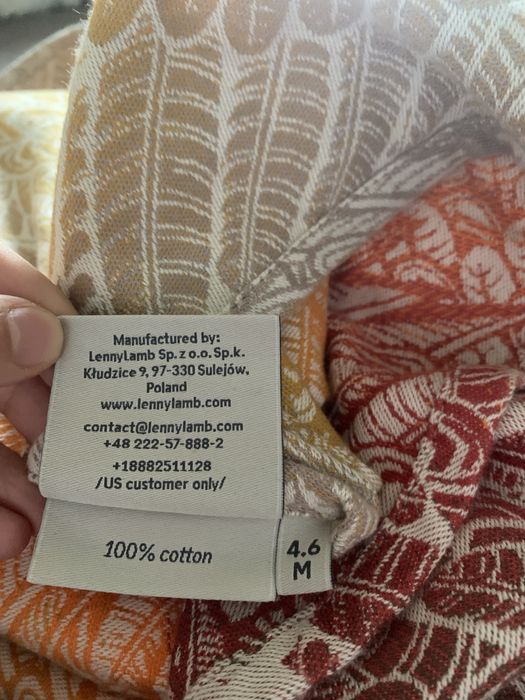 Manufactured by:
LennyLamb Sp. z o.o. Sp.k.
Kłudzice 9, 97-330 Sulejów,
Poland
www.lennylamb.com
contact@lennylamb.com
+48 222-57-888-2
+18882511128
/US customer only/
100% cotton
4.6
M